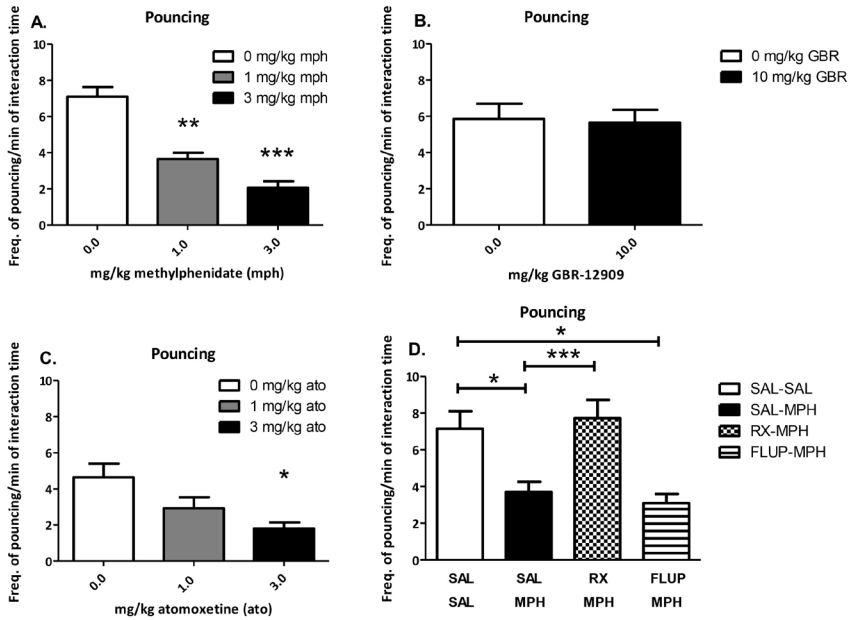 A.
Pouncing
Freq. of pouncing/min of interaction time
10
8
6
4
2
0
0 mg/kg mph
1 mg/kg mph
3 mg/kg mph
**
***
0.0
1.0
3.0
mg/kg methylphenidate (mph)
B.
Pouncing
Freq. of pouncing/min of interaction time
10
8
6
4
2
0
0 mg/kg GBR
10 mg/kg GBR
0.0
10.0
mg/kg GBR-12909
C.
Pouncing
Freq. of pouncing/min of interaction time
10
8
6
4
2
0
0 mg/kg ato
1 mg/kg ato
3 mg/kg ato
*
0.0
1.0
3.0
mg/kg atomoxetine (ato)
D.
Pouncing
Freq. of pouncing/min of interaction time
*
***
*
10
8
6
4
2
0
SAL-SAL
SAL-MPH
RX-MPH
FLUP-MPH
SAL SAL RX FLUP
SAL MPH MPH MPH